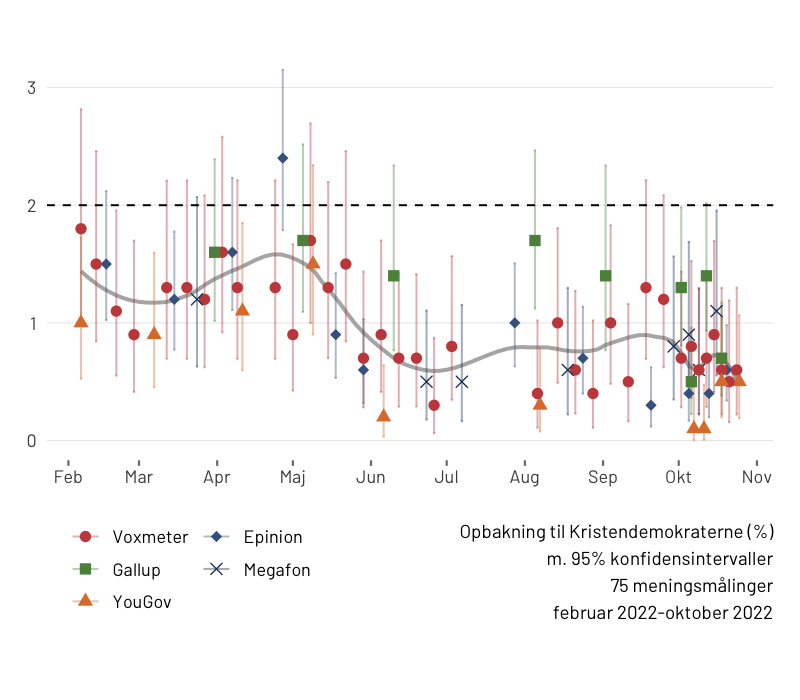 3
2
1
0
Feb Mar Apr Maj Jun Jul Aug Sep Okt Nov
Voxmeter Epinion
Gallup Megafon
YouGov
Opbakning til Kristendemokraterne (%)
m. 95% konfidensintervaller
75 meningsmålinger
februar 2022-oktober 2022